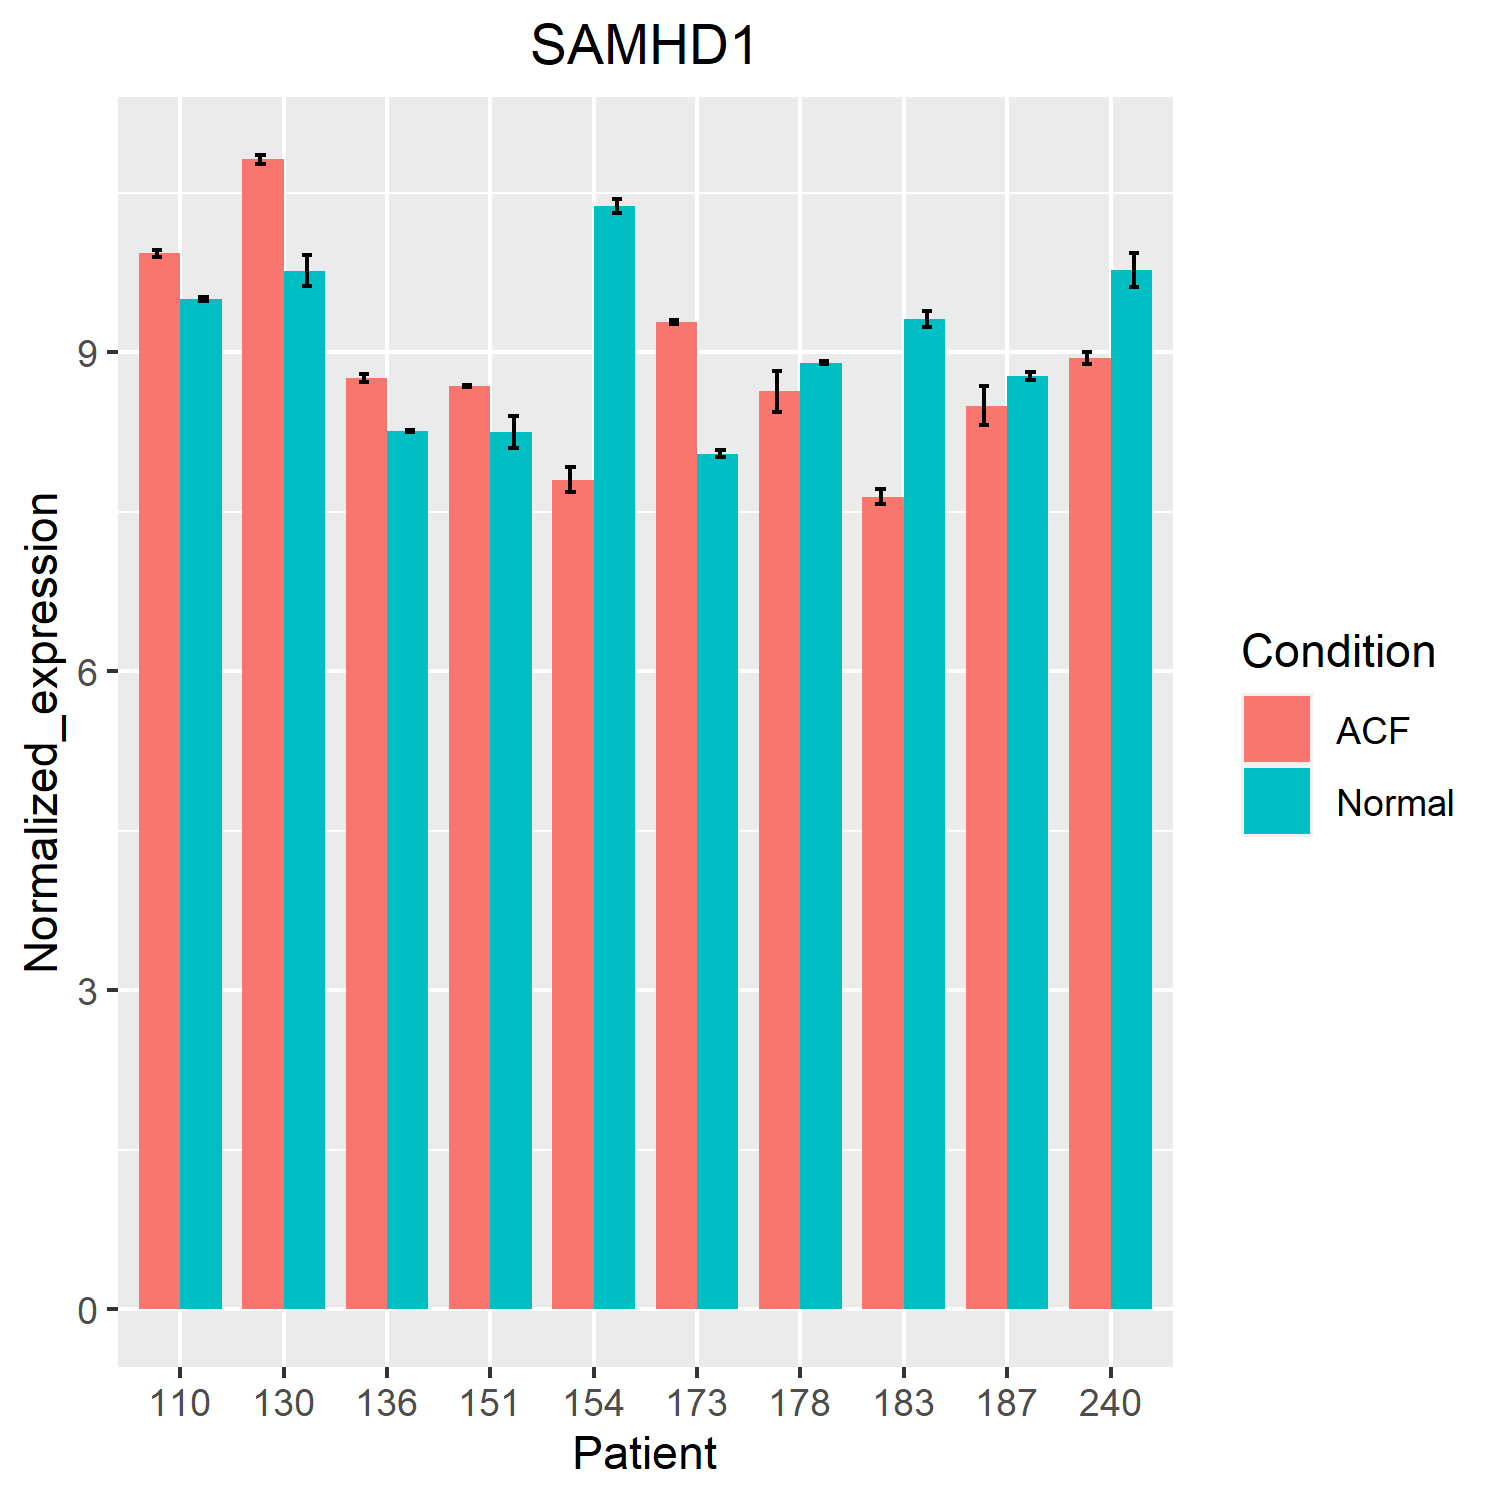 SAMHD1
Normalized_expression
9
6
3
0
110 130 136 151 154 173 178 183 187 240
Patient
Condition
ACF
Normal